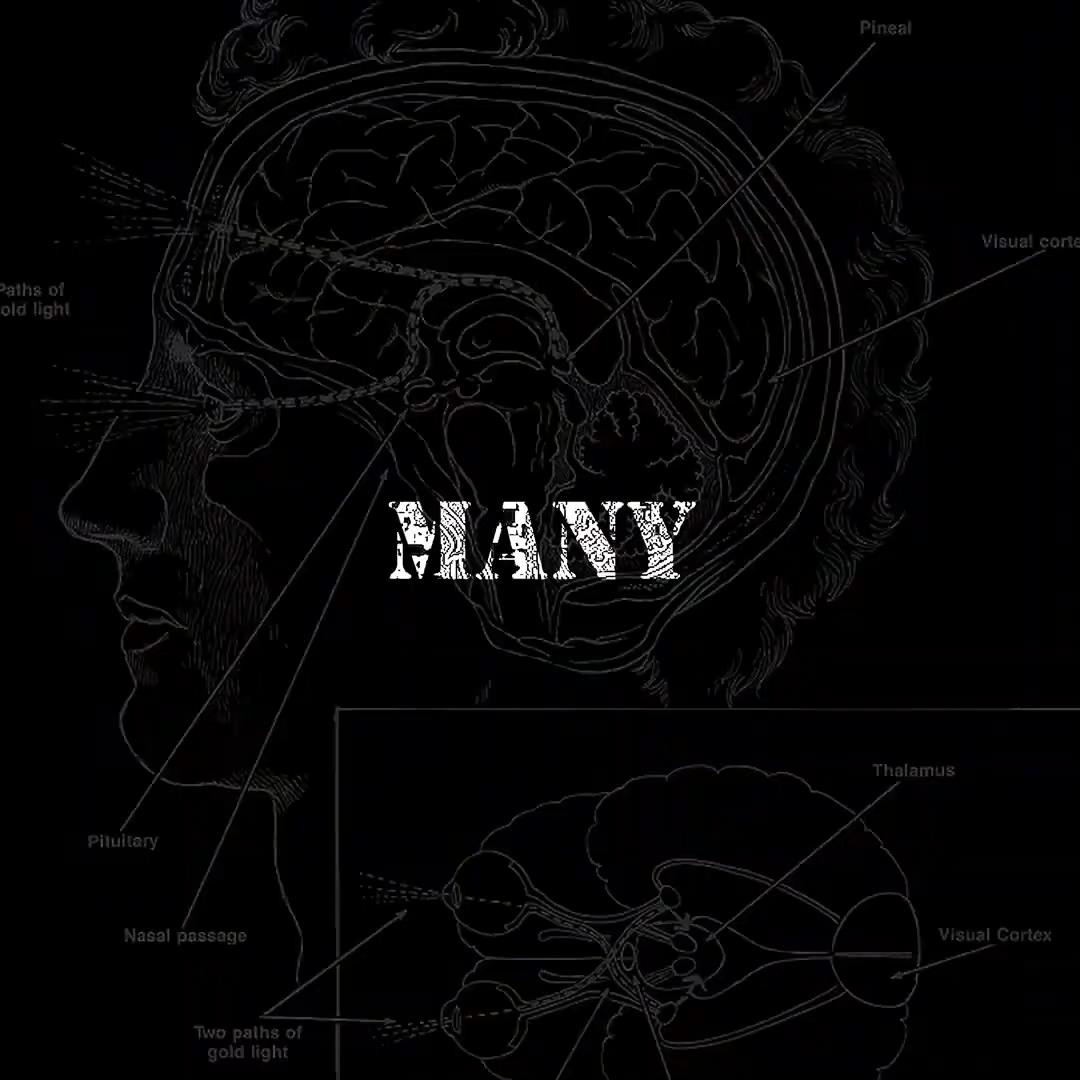 Pineal
Visual corte
Paths of
old light
MANY
Thalamus
Pituitary
Nasal passage
Visual Cortex
Two paths of
gold light